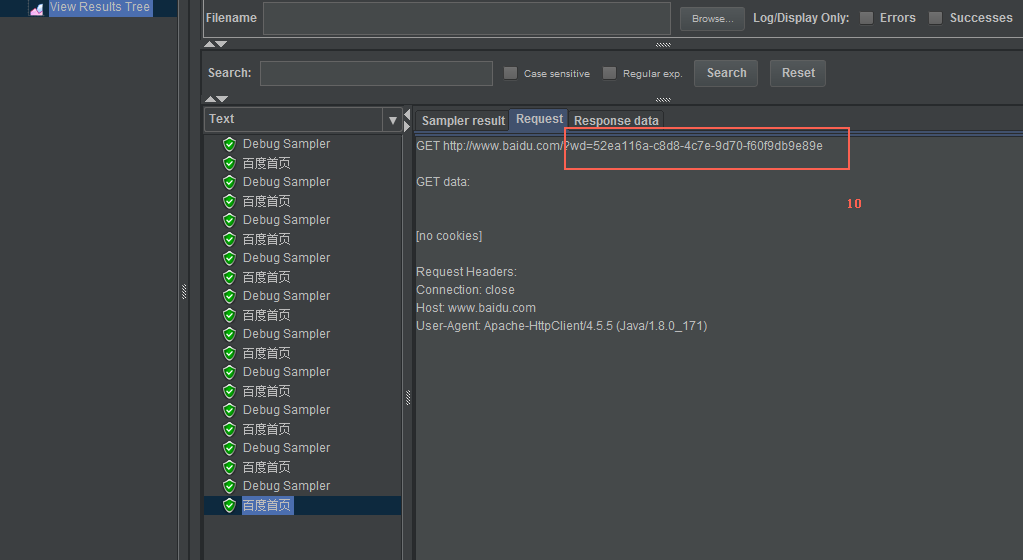 View Results Tree
Filename Browse... Log/Display Only: Errors Successes
Search: Case sensitive Regular exp. Search Reset
Text
Sampler result Request Response data
Debug Sampler
百度首页
Debug Sampler
百度首页
Debug Sampler
百度首页
Debug Sampler
百度首页
Debug Sampler
百度首页
Debug Sampler
百度首页
Debug Sampler
百度首页
Debug Sampler
百度首页
Debug Sampler
百度首页
Debug Sampler
百度首页
GET http://www.baidu.com/?wd=52ea116a-c8d8-4c7e-9d70-f60f9db9e89e
GET data:
10
[no cookies]
Request Headers:
Connection: close
Host: www.baidu.com
User-Agent: Apache-HttpClient/4.5.5 (Java/1.8.0_171)